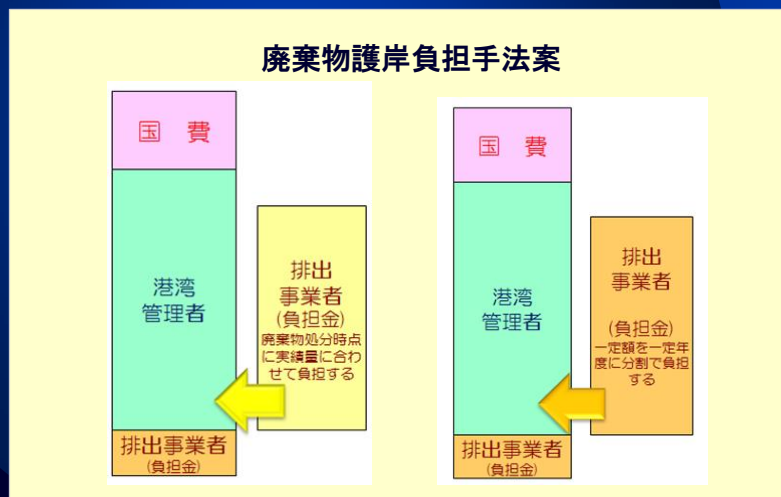 廃棄物護岸負担手法案
国　費
港湾
管理者
排出事業者
(負担金)
排出
事業者
(負担金)
廃棄物処分時点
に実績量に合わ
せて負担する
国　費
港湾
管理者
排出事業者
(負担金)
排出
事業者
(負担金)
一定額を一定年
度に分割で負担
する